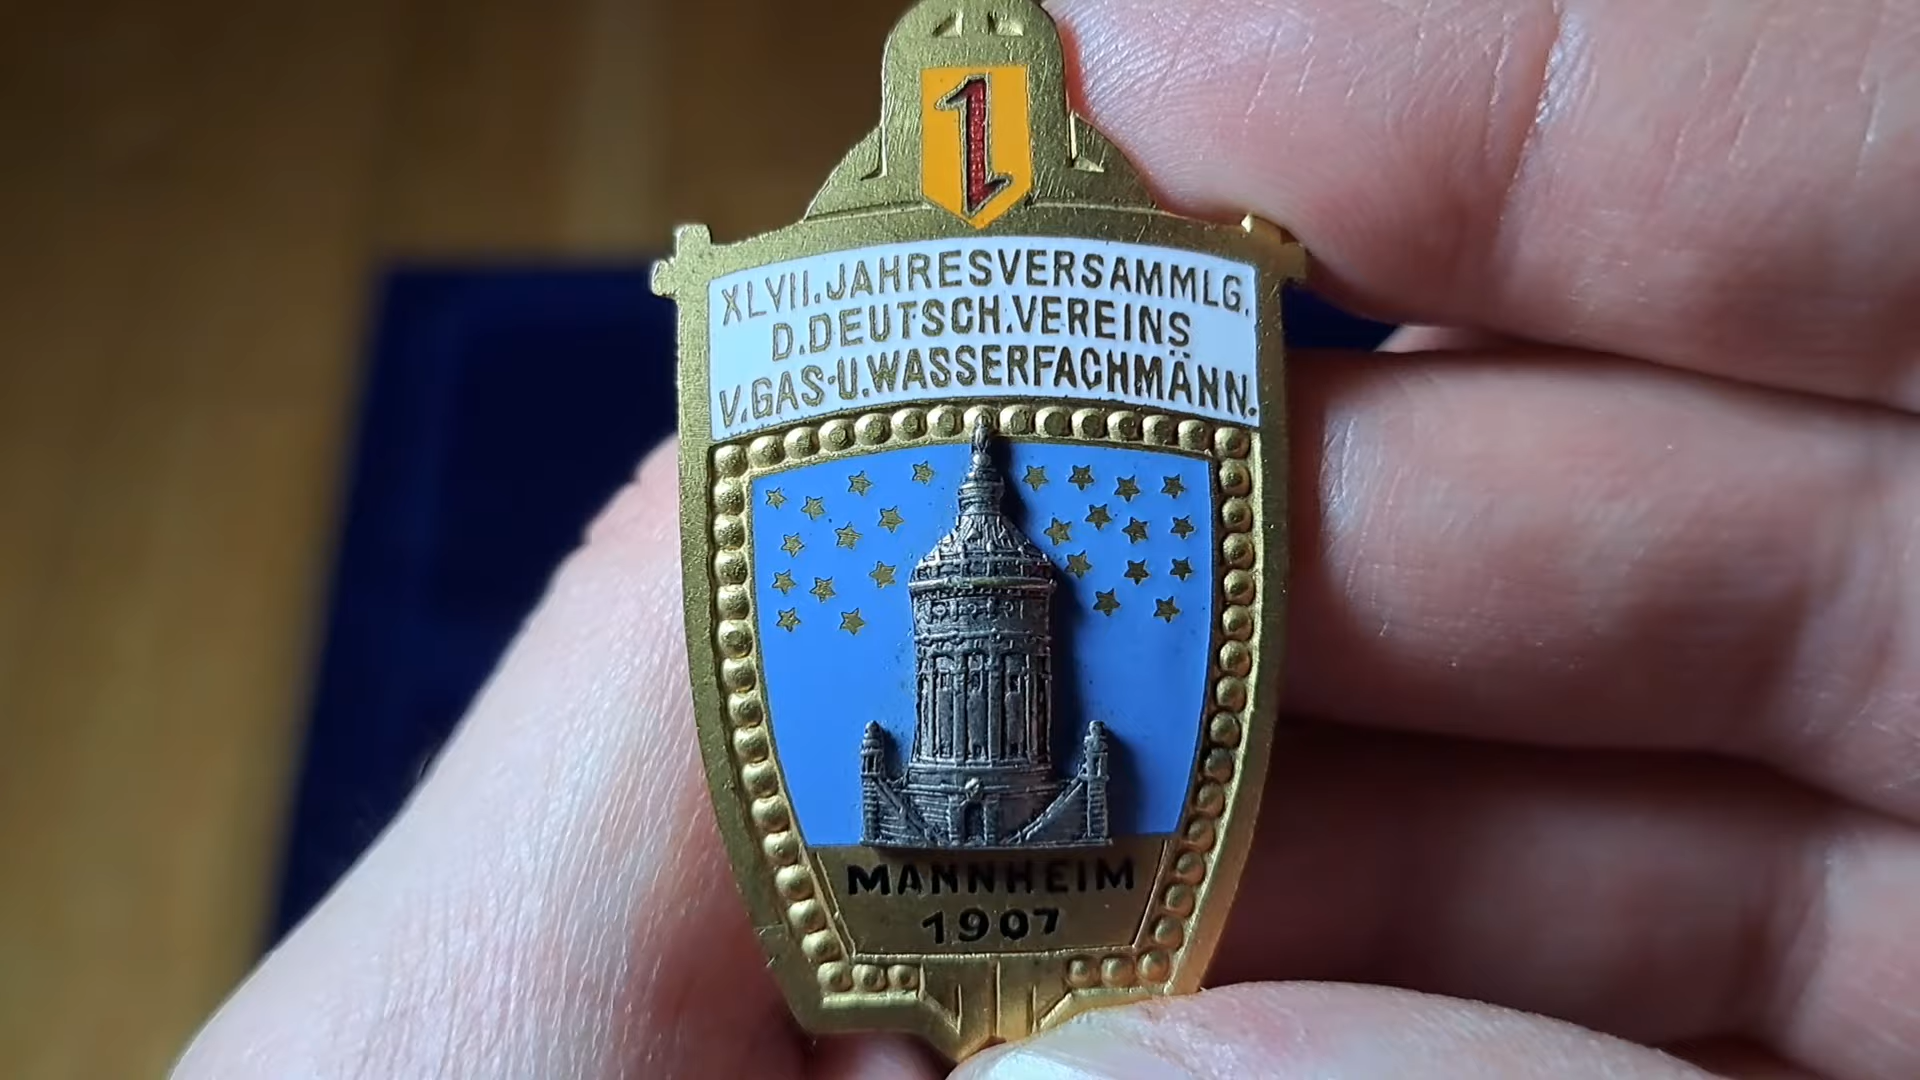 XLVII.JAHRESVERSAMMLG.
D.DEUTSCH.VEREINS
V.GAS-U.WASSERFACHMÄNN.
MANNHEIM
1907